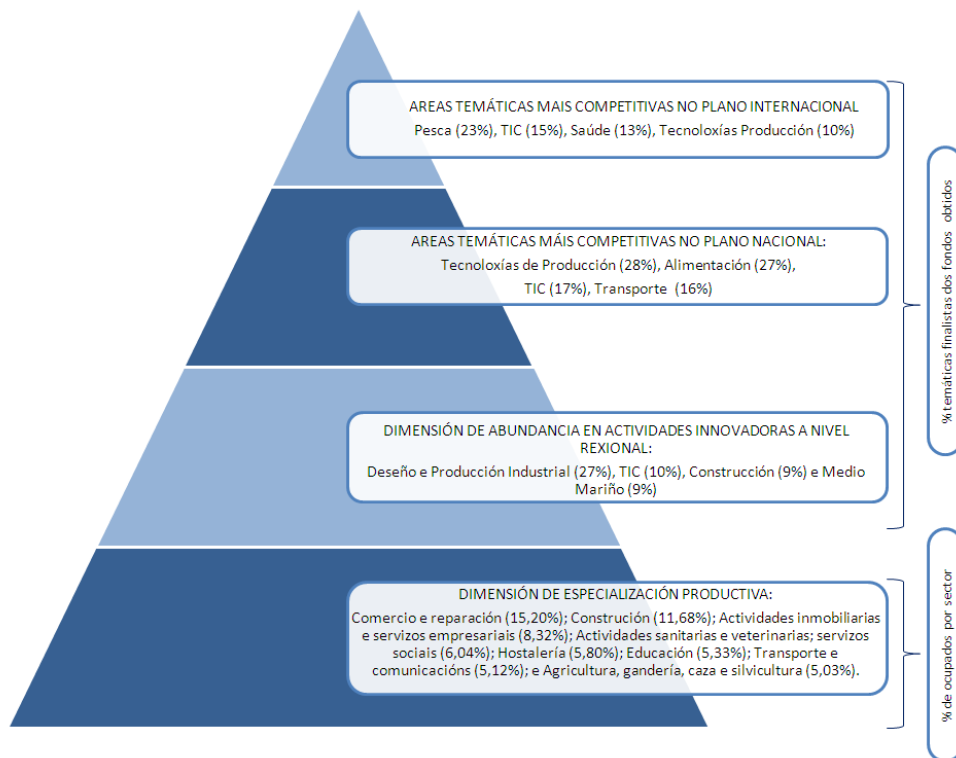 AREAS TEMÁTICAS MAIS COMPETITIVAS NO PLANO INTERNACIONAL
Pesca (23%), TIC (15%), Saúde (13%), Tecnoloxías Produción (10%)
AREAS TEMÁTICAS MÁIS COMPETITIVAS NO PLANO NACIONAL:
Tecnoloxías de Producción (28%), Alimentación (27%),
TIC (17%), Transporte (16%)
DIMENSIÓN DE ABUNDANCIA EN ACTIVIDADES INNOVADORAS A NIVEL
REXIONAL:
Deseño e Producción Industrial (27%), TIC (10%), Construcción (9%) e Medio
Mariño (9%)
DIMENSIÓN DE ESPECIALIZACIÓN PRODUCTIVA:
Comercio e reparación (15,20%); Construción (11,68%); Actividades inmobiliarias
e servizos empresariais (8,32%); Actividades sanitarias e veterinarias; servizos
sociais (6,04%); Hostalería (5,80%); Educación (5,33%); Transporte e
comunicacións (5,12%); e Agricultura, gandería, caza e silvicultura (5,03%).
% temáticas finalistas dos fondos obtidos
% de ocupados por sector